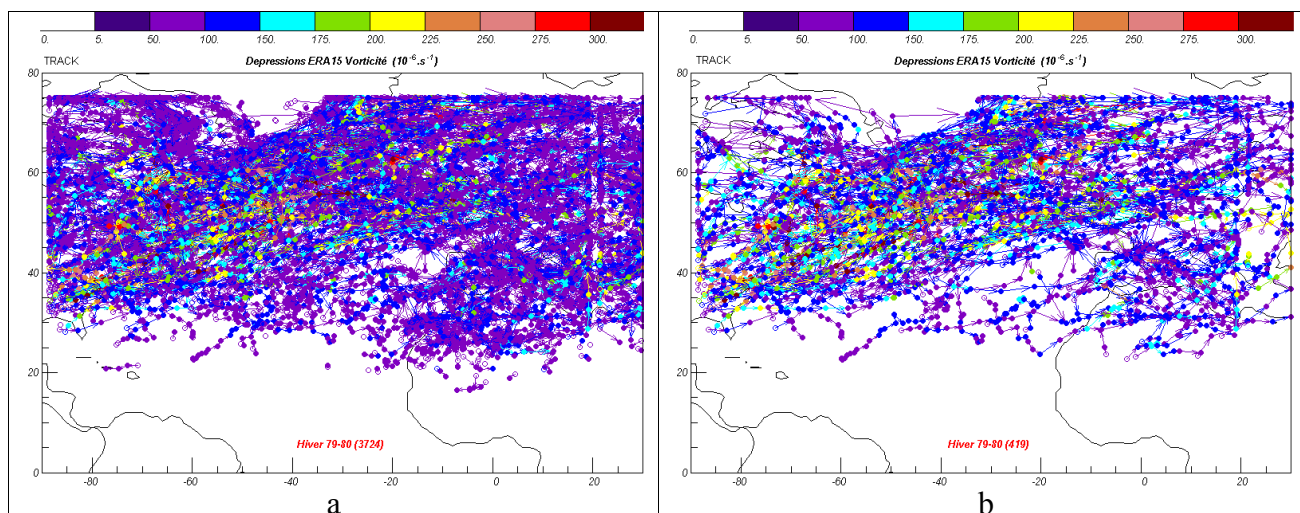 0. 5. 50. 100. 150. 175. 200. 225. 250. 275. 300.
TRACK Depressions ERA15 Vorticité (10⁻⁶.s⁻¹)
80
60
40
20
0
Hiver 79-80 (3724)
-80 -60 -40 -20 0 20
a
0. 5. 50. 100. 150. 175. 200. 225. 250. 275. 300.
TRACK Depressions ERA15 Vorticité (10⁻⁶.s⁻¹)
80
60
40
20
0
Hiver 79-80 (419)
-80 -60 -40 -20 0 20
b